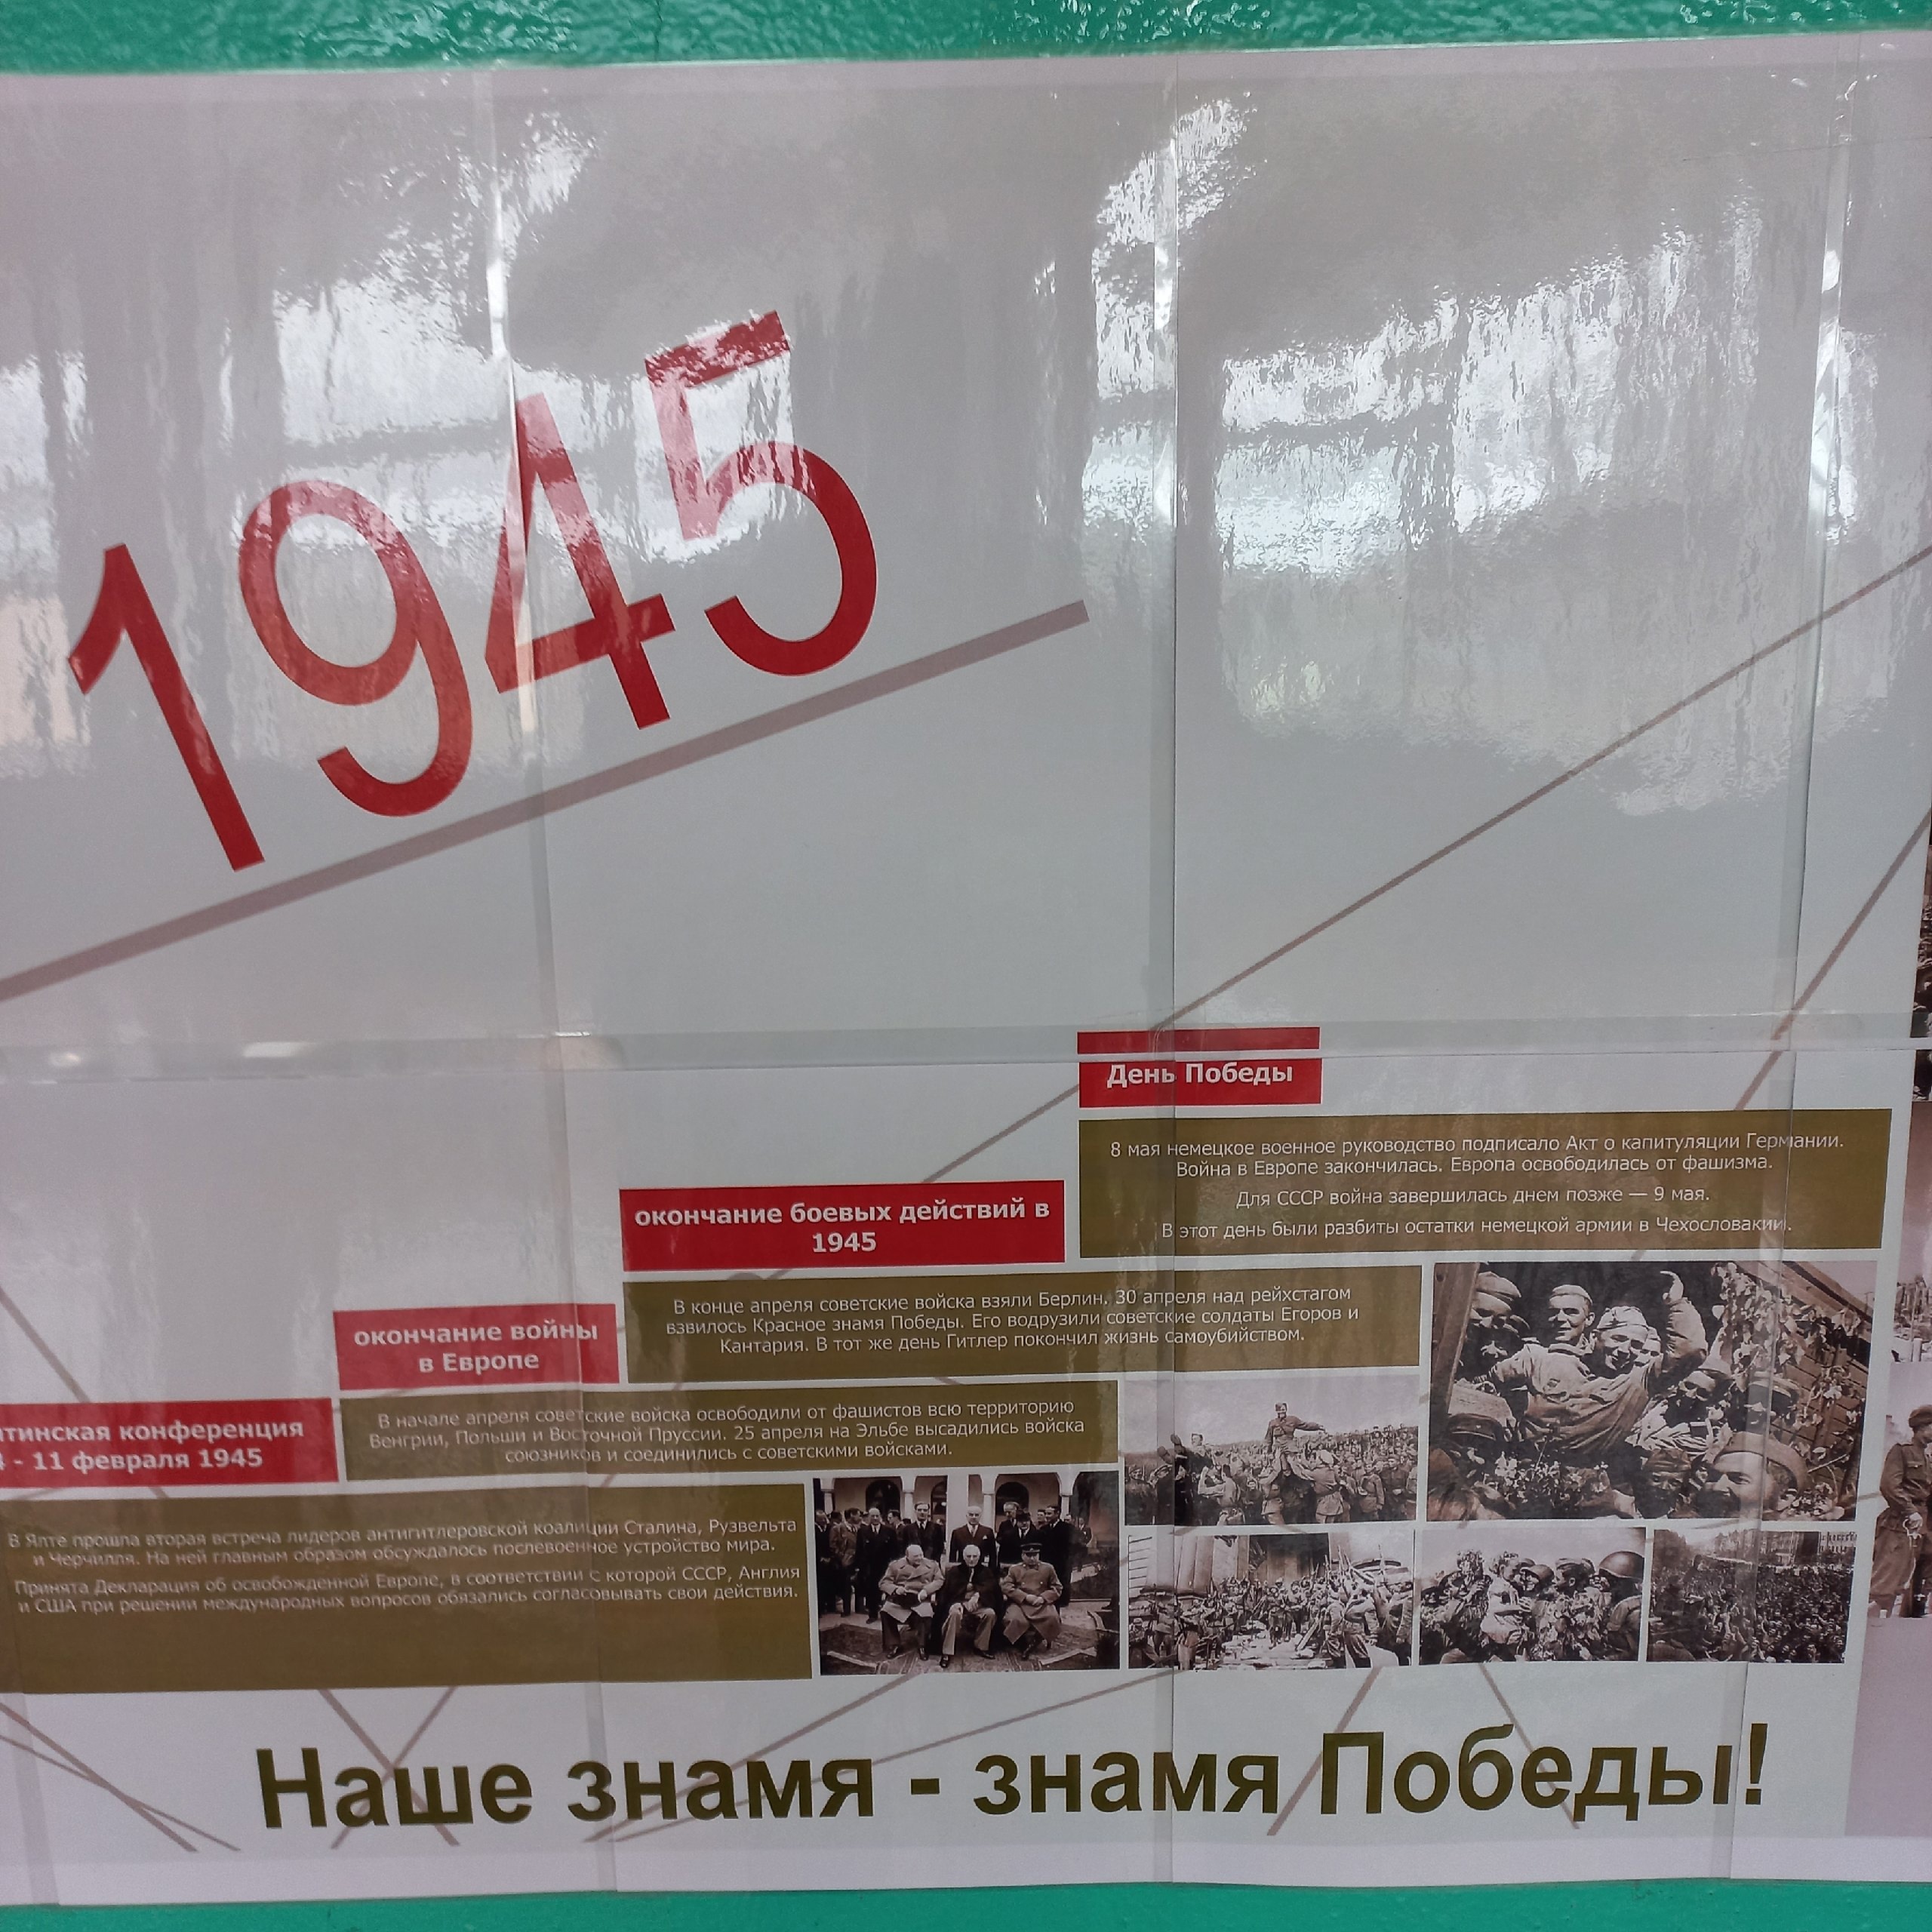 1945
День Победы
8 мая немецкое военное руководство подписало Акт о капитуляции Германии.
Война в Европе закончилась. Европа освободилась от фашизма.
Для СССР война завершилась днем позже — 9 мая.
В этот день были разбиты остатки немецкой армии в Чехословакии.
окончание боевых действий в
1945
В конце апреля советские войска взяли Берлин. 30 апреля над рейхстагом
взвилось Красное знамя Победы. Его водрузили советские солдаты Егоров и
Кантария. В тот же день Гитлер покончил жизнь самоубийством.
окончание войны
в Европе
В начале апреля советские войска освободили от фашистов всю территорию
Венгрии, Польши и Восточной Пруссии. 25 апреля на Эльбе высадились войска
союзников и соединились с советскими войсками.
тинская конференция
- 11 февраля 1945
В Ялте прошла вторая встреча лидеров антигитлеровской коалиции Сталина, Рузвельта
и Черчилля. На ней главным образом обсуждалось послевоенное устройство мира.
Принята Декларация об освобожденной Европе, в соответствии с которой СССР, Англия
и США при решении международных вопросов обязались согласовывать свои действия.
Наше знамя - знамя Победы!